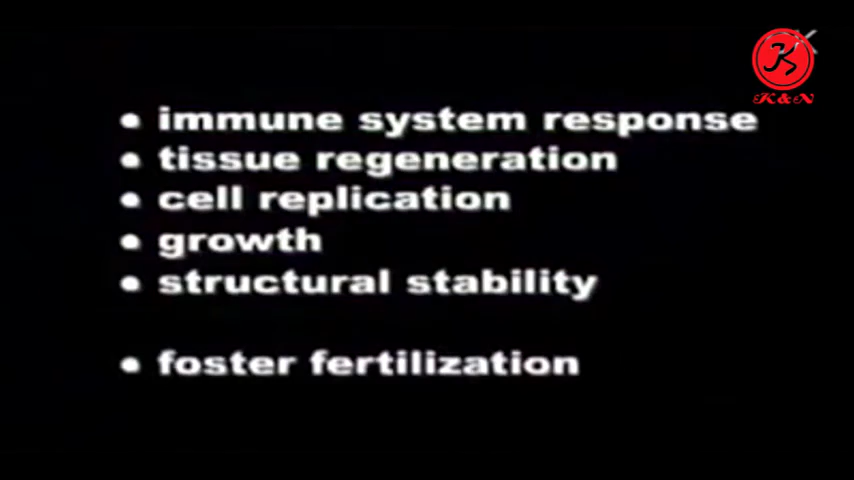 K&N
• immune system response
• tissue regeneration
• cell replication
• growth
• structural stability
• foster fertilization